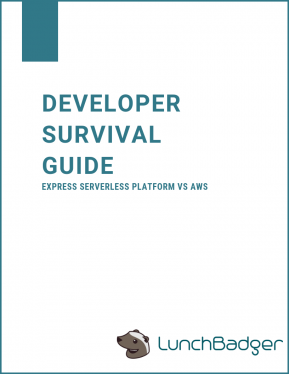 DEVELOPER
SURVIVAL
GUIDE
EXPRESS SERVERLESS PLATFORM VS AWS
LunchBadger